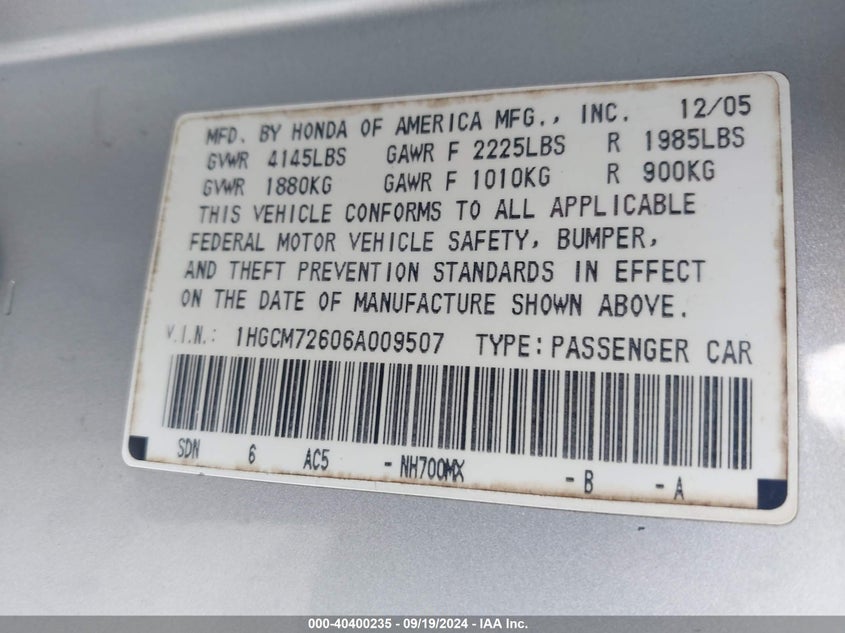 MFD. BY HONDA OF AMERICA MFG., INC. 12/05
GVWR 4145LBS GAWR F 2225LBS R 1985LBS
GVWR 1880KG GAWR F 1010KG R 900KG
THIS VEHICLE CONFORMS TO ALL APPLICABLE
FEDERAL MOTOR VEHICLE SAFETY, BUMPER,
AND THEFT PREVENTION STANDARDS IN EFFECT
ON THE DATE OF MANUFACTURE SHOWN ABOVE.
V.I.N.: 1HGCM72606A009507 TYPE: PASSENGER CAR
SDN 6 AC5 - NH700MX - B - A
000-40400235 - 09/19/2024 - IAA Inc.